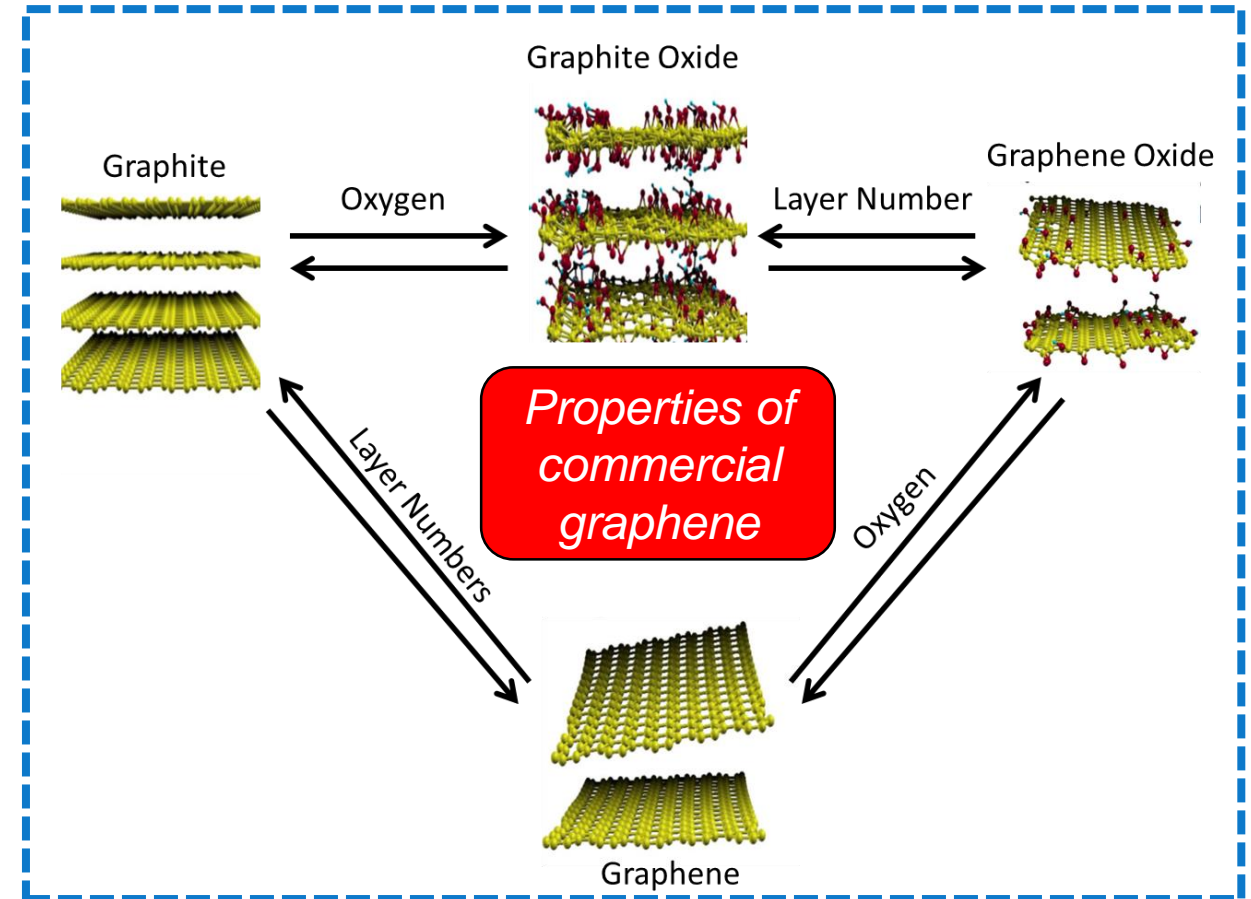 Graphite Oxide
Graphite
Graphene Oxide
Oxygen
Layer Number
Properties of
commercial
graphene
Layer Numbers
Oxygen
Graphene